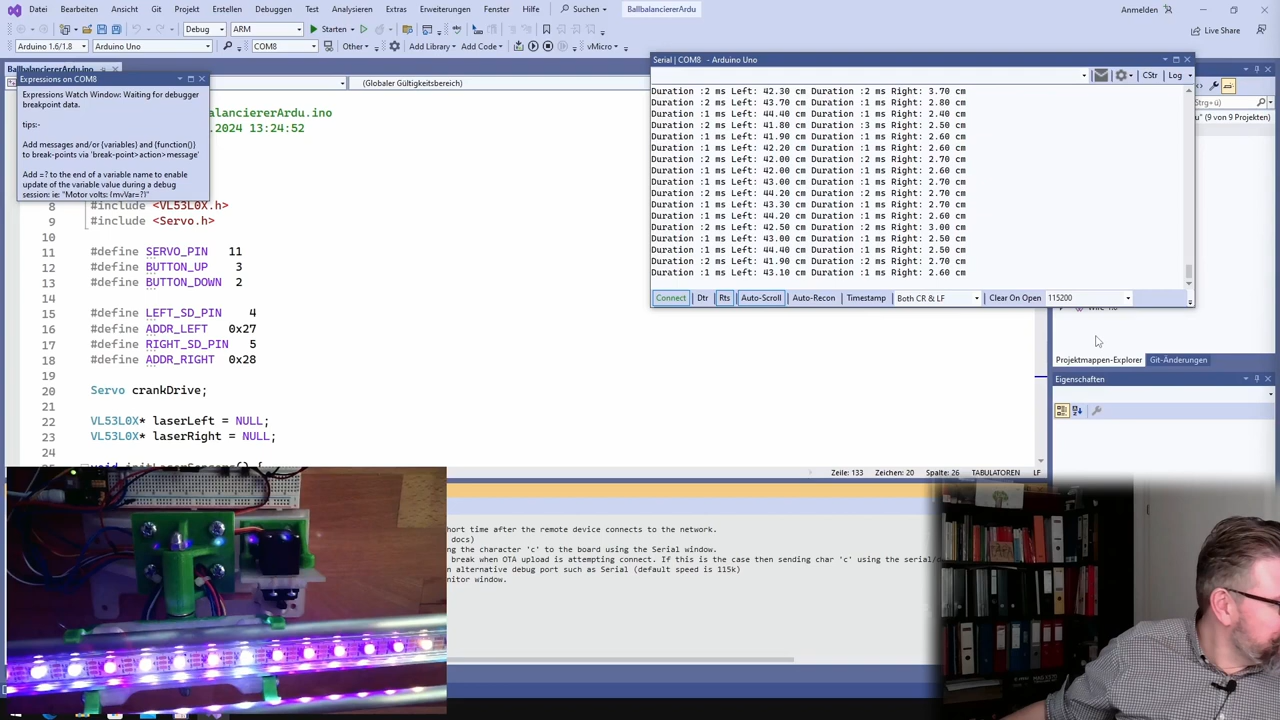 Datei Bearbeiten Ansicht Git Projekt Erstellen Debuggen Test Analysieren Extras Erweiterungen Fenster Hilfe Suchen BallbalanciererArdu Anmelden
Debug ARM Starten Live Share
Arduino 1.6/1.8 Arduino Uno COM8 Other Add Library Add Code vMicro
BallbalanciererArdu.ino
Expressions on COM8
(Globaler Gültigkeitsbereich)
Expressions Watch Window: Waiting for debugger
breakpoint data.
tips:-
Add messages and/or {variables} and {function()}
to break-points via 'break-point>action>message'
Add =? to the end of a variable name to enable
update of the variable value during a debug
session: ie: "Motor volts: {myVar=?}"
balanciererArdu.ino
.2024 13:24:52
8 #include <VL53L0X.h>
9 #include <Servo.h>
10
11 #define SERVO_PIN 11
12 #define BUTTON_UP 3
13 #define BUTTON_DOWN 2
14
15 #define LEFT_SD_PIN 4
16 #define ADDR_LEFT 0x27
17 #define RIGHT_SD_PIN 5
18 #define ADDR_RIGHT 0x28
19
20 Servo crankDrive;
21
22 VL53L0X* laserLeft = NULL;
23 VL53L0X* laserRight = NULL;
24
Serial | COM8 - Arduino Uno
CStr Log
Duration :2 ms Left: 42.30 cm Duration :2 ms Right: 3.70 cm
Duration :2 ms Left: 43.70 cm Duration :1 ms Right: 2.80 cm
Duration :1 ms Left: 44.40 cm Duration :1 ms Right: 2.40 cm
Duration :2 ms Left: 41.80 cm Duration :3 ms Right: 2.50 cm
Duration :1 ms Left: 41.90 cm Duration :1 ms Right: 2.60 cm
Duration :1 ms Left: 42.20 cm Duration :1 ms Right: 2.60 cm
Duration :2 ms Left: 42.00 cm Duration :2 ms Right: 2.70 cm
Duration :1 ms Left: 42.00 cm Duration :1 ms Right: 2.60 cm
Duration :1 ms Left: 43.00 cm Duration :2 ms Right: 2.70 cm
Duration :2 ms Left: 44.20 cm Duration :2 ms Right: 2.70 cm
Duration :1 ms Left: 43.30 cm Duration :1 ms Right: 2.70 cm
Duration :1 ms Left: 44.20 cm Duration :1 ms Right: 2.60 cm
Duration :2 ms Left: 42.50 cm Duration :2 ms Right: 3.00 cm
Duration :1 ms Left: 43.00 cm Duration :1 ms Right: 2.50 cm
Duration :1 ms Left: 44.40 cm Duration :1 ms Right: 2.50 cm
Duration :2 ms Left: 41.90 cm Duration :2 ms Right: 2.70 cm
Duration :1 ms Left: 43.10 cm Duration :1 ms Right: 2.60 cm
Connect Dtr Rts Auto-Scroll Auto-Recon Timestamp Both CR & LF Clear On Open 115200
Strg+ü)
(9 von 9 Projekten)
Projektmappen-Explorer Git-Änderungen
Eigenschaften
Zeile: 133 Zeichen: 20 Spalte: 26 TABULATOREN LF
hort time after the remote device connects to the network.
docs)
ng the character 'c' to the board using the Serial window.
break when OTA upload is attempting connect. If this is the case then sending char 'c' using the serial/
n alternative debug port such as Serial (default speed is 115k)
nitor window.